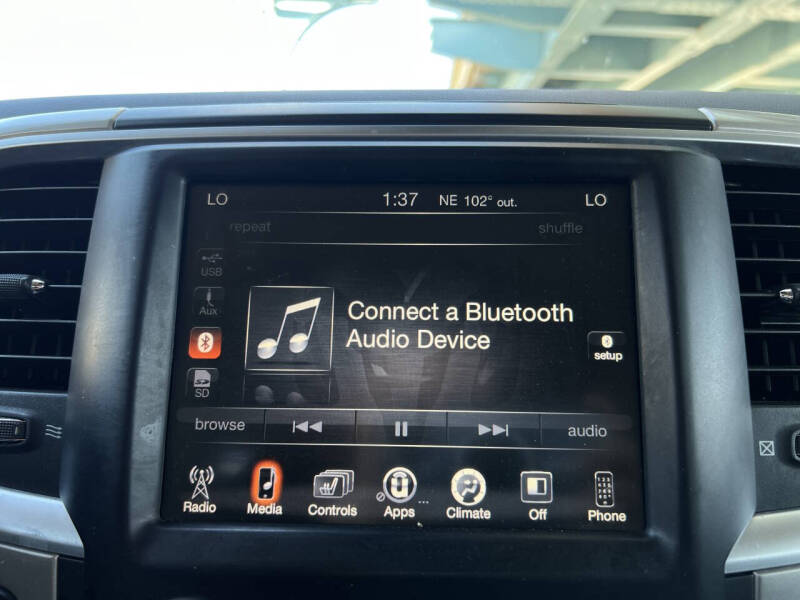 LO 1:37 NE 102° out. LO
repeat shuffle
USB
Aux
Connect a Bluetooth
Audio Device
setup
SD
browse audio
Radio Media Controls Apps ... Climate Off Phone